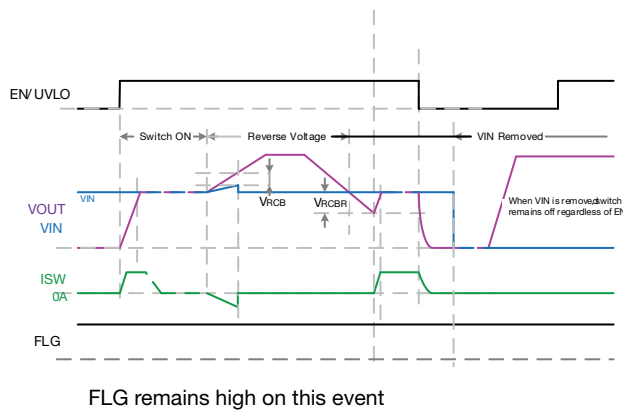 EN/UVLO
Switch ON
Reverse Voltage
VIN Removed
VIN
VRCB
VRCBR
When VIN is removed,switch
remains off regardless of EN
VOUT
VIN
ISW
0A
FLG
FLG remains high on this event